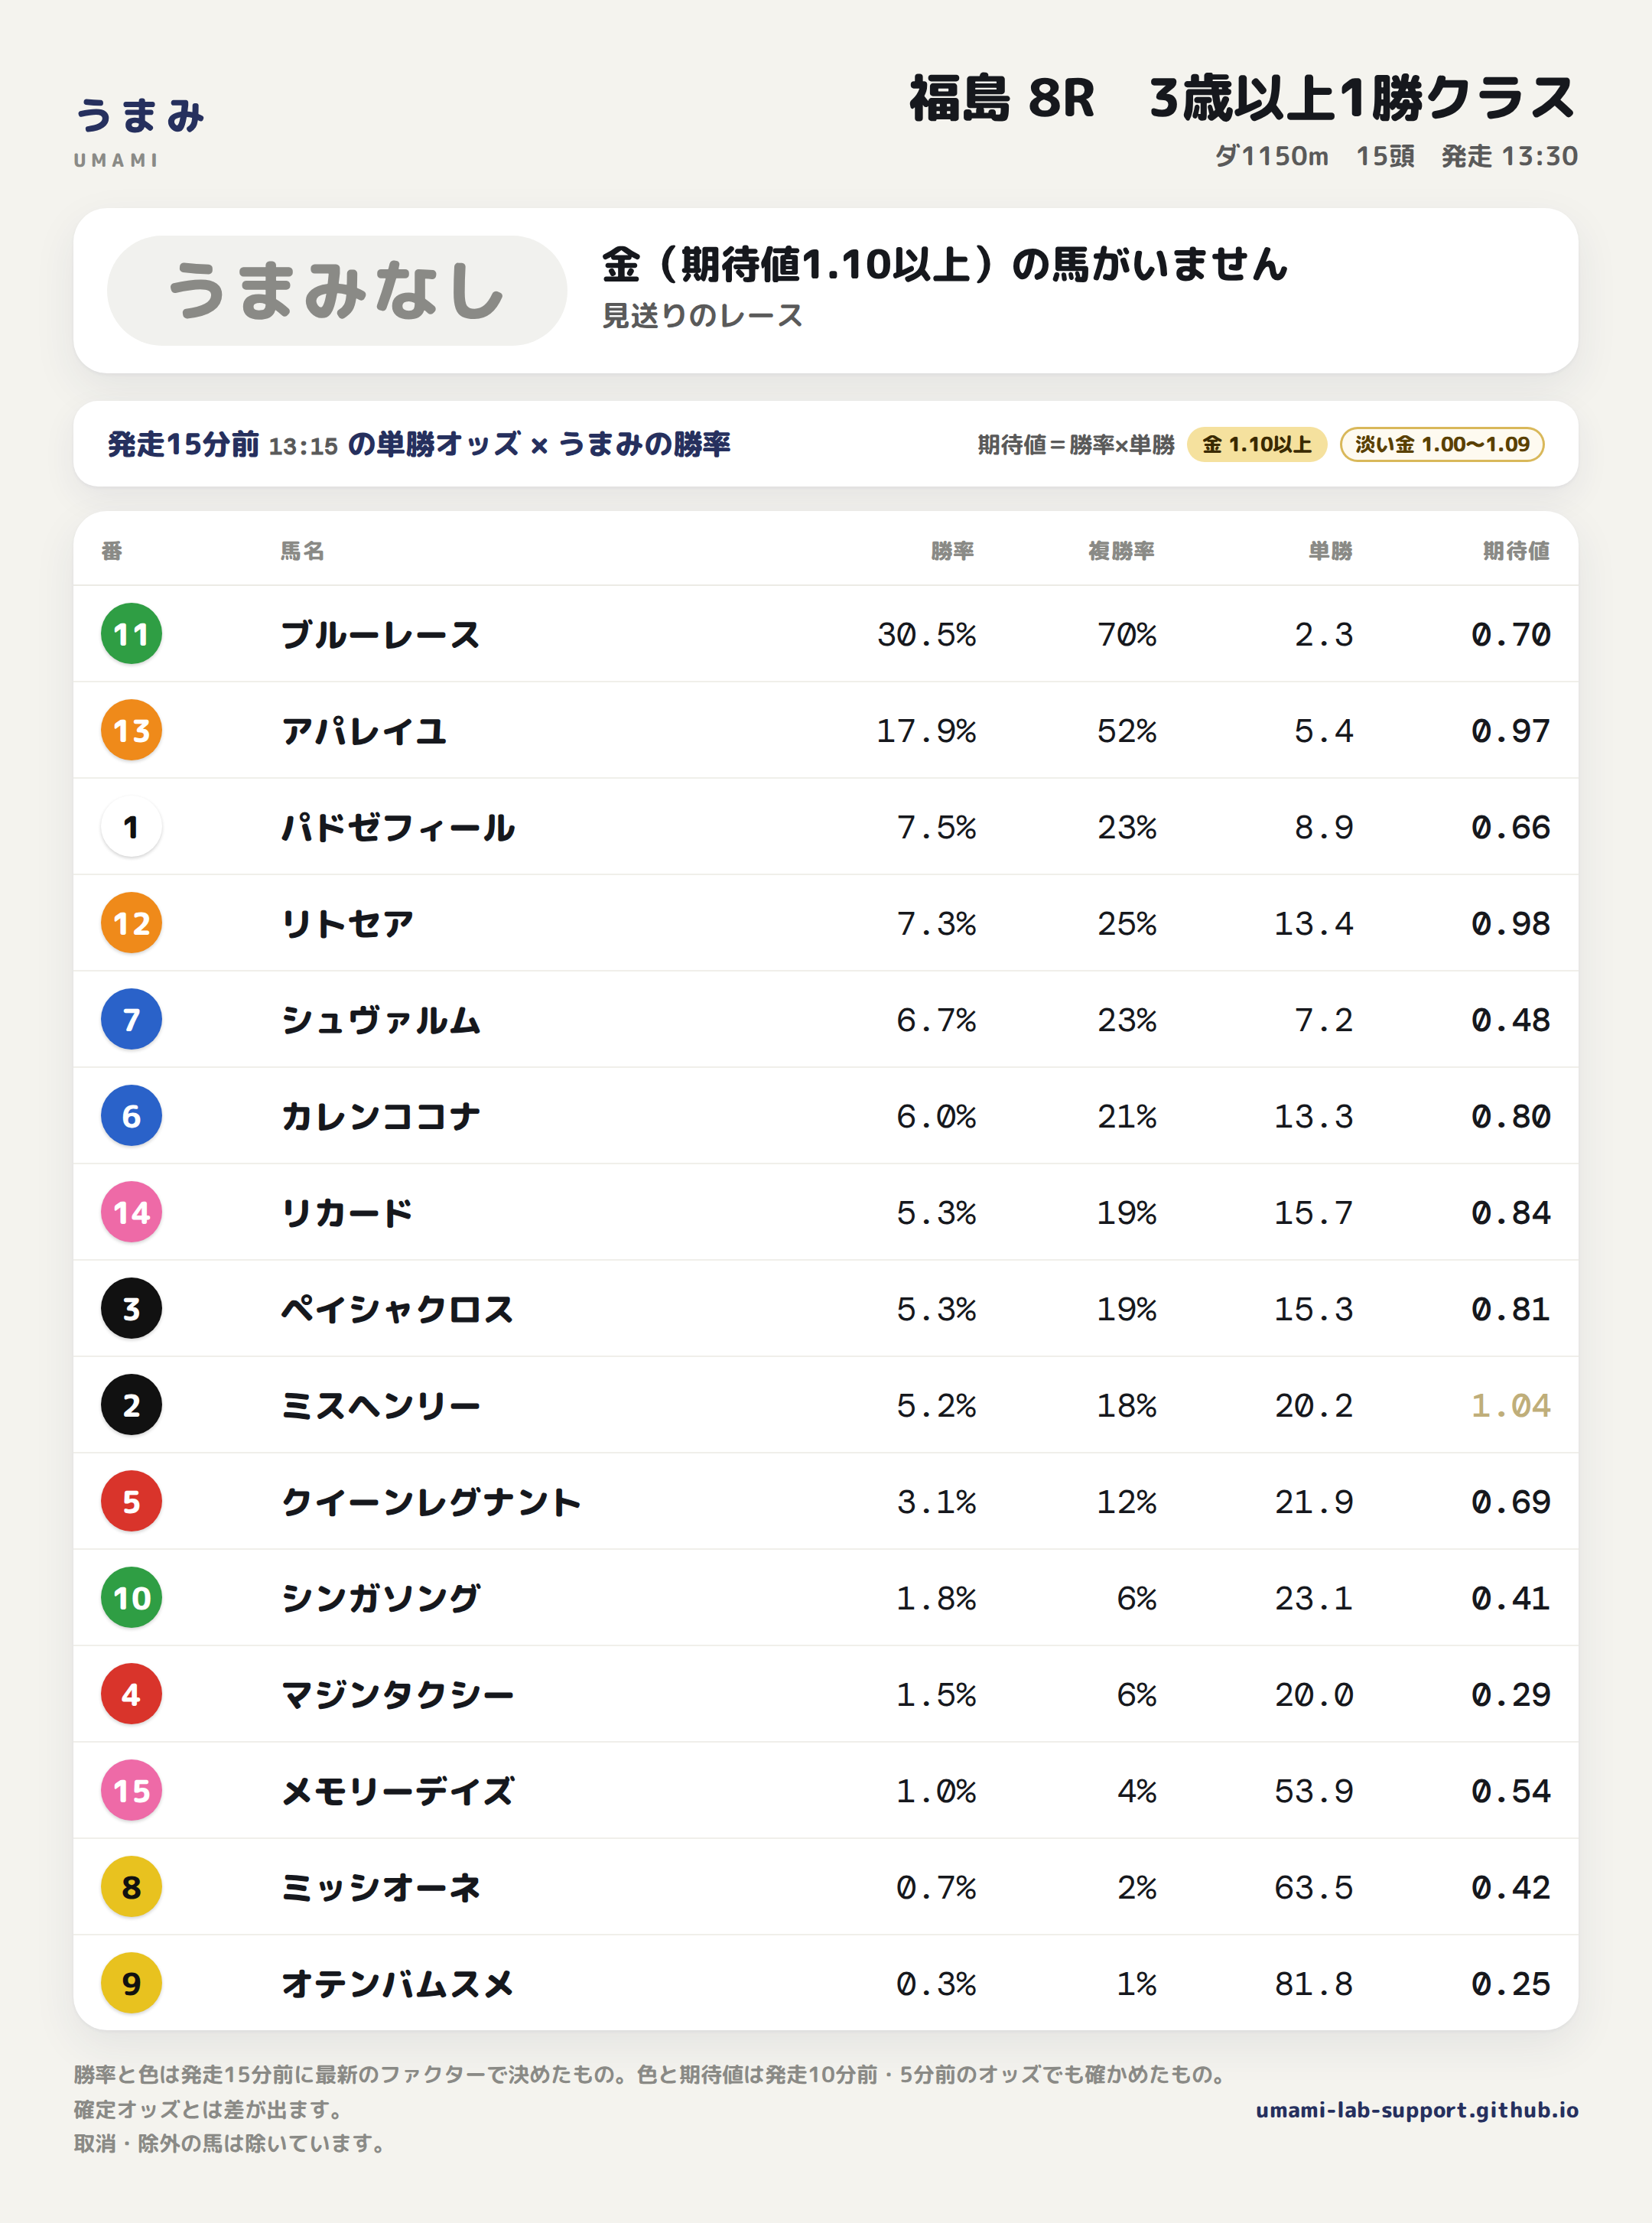 うまみ
UMAMI
福島 8R　3歳以上1勝クラス
ダ1150m　15頭　発走 13:30
うまみなし
金（期待値1.10以上）の馬がいません
見送りのレース
発走15分前 13:15 の単勝オッズ × うまみの勝率
期待値＝勝率×単勝 金 1.10以上 淡い金 1.00〜1.09
番 馬名 勝率 複勝率 単勝 期待値
11 ブルーレース 30.5% 70% 2.3 0.70
13 アパレイユ 17.9% 52% 5.4 0.97
1 パドゼフィール 7.5% 23% 8.9 0.66
12 リトセア 7.3% 25% 13.4 0.98
7 シュヴァルム 6.7% 23% 7.2 0.48
6 カレンココナ 6.0% 21% 13.3 0.80
14 リカード 5.3% 19% 15.7 0.84
3 ペイシャクロス 5.3% 19% 15.3 0.81
2 ミスヘンリー 5.2% 18% 20.2 1.04
5 クイーンレグナント 3.1% 12% 21.9 0.69
10 シンガソング 1.8% 6% 23.1 0.41
4 マジンタクシー 1.5% 6% 20.0 0.29
15 メモリーデイズ 1.0% 4% 53.9 0.54
8 ミッシオーネ 0.7% 2% 63.5 0.42
9 オテンバムスメ 0.3% 1% 81.8 0.25
勝率と色は発走15分前に最新のファクターで決めたもの。色と期待値は発走10分前・5分前のオッズでも確かめたもの。
確定オッズとは差が出ます。
取消・除外の馬は除いています。
umami-lab-support.github.io